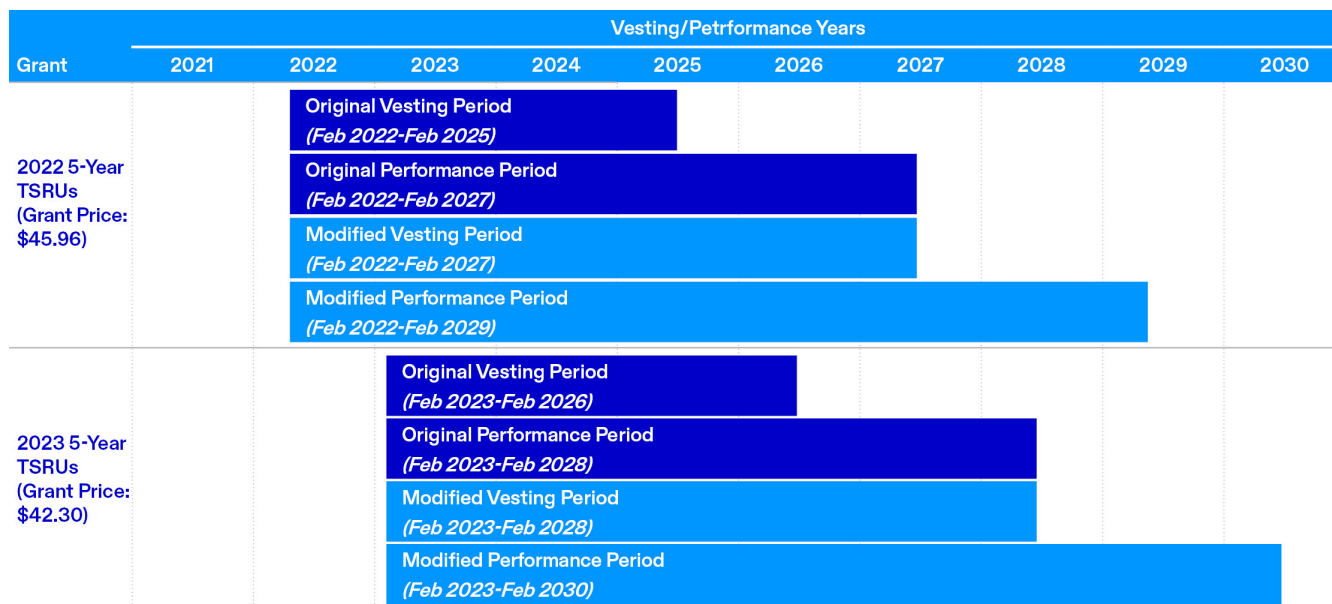 Vesting/Petrformance Years
Grant 2021 2022 2023 2024 2025 2026 2027 2028 2029 2030
2022 5-Year
TSRUs
(Grant Price:
$45.96)
Original Vesting Period
(Feb 2022-Feb 2025)
Original Performance Period
(Feb 2022-Feb 2027)
Modified Vesting Period
(Feb 2022-Feb 2027)
Modified Performance Period
(Feb 2022-Feb 2029)
2023 5-Year
TSRUs
(Grant Price:
$42.30)
Original Vesting Period
(Feb 2023-Feb 2026)
Original Performance Period
(Feb 2023-Feb 2028)
Modified Vesting Period
(Feb 2023-Feb 2028)
Modified Performance Period
(Feb 2023-Feb 2030)